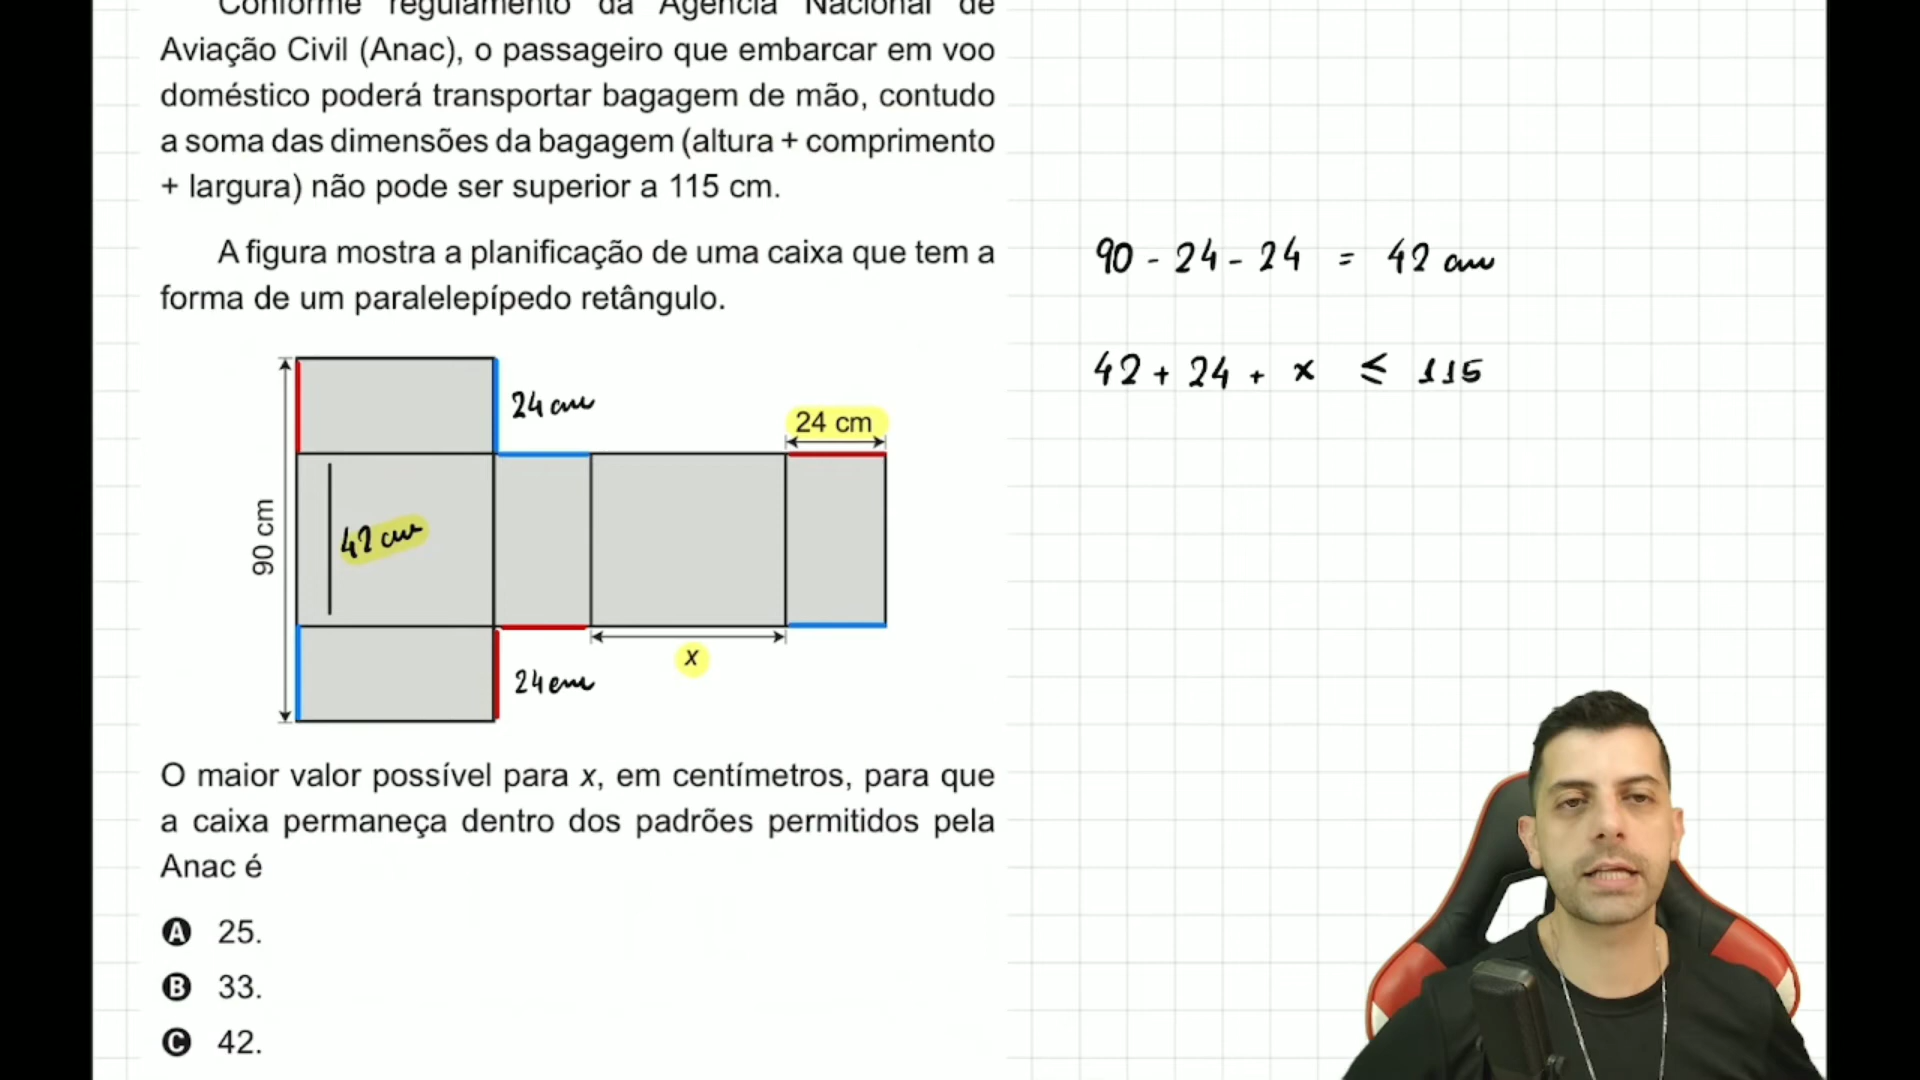 Conforme regulamento da Agência Nacional de
Aviação Civil (Anac), o passageiro que embarcar em voo
doméstico poderá transportar bagagem de mão, contudo
a soma das dimensões da bagagem (altura + comprimento
+ largura) não pode ser superior a 115 cm.
A figura mostra a planificação de uma caixa que tem a
forma de um paralelepípedo retângulo.
90 - 24 - 24 = 42 cm
42 + 24 + x ≤ 115
24 cm
24 cm
90 cm
42 cm
x
24 cm
O maior valor possível para x, em centímetros, para que
a caixa permaneça dentro dos padrões permitidos pela
Anac é
A 25.
B 33.
C 42.